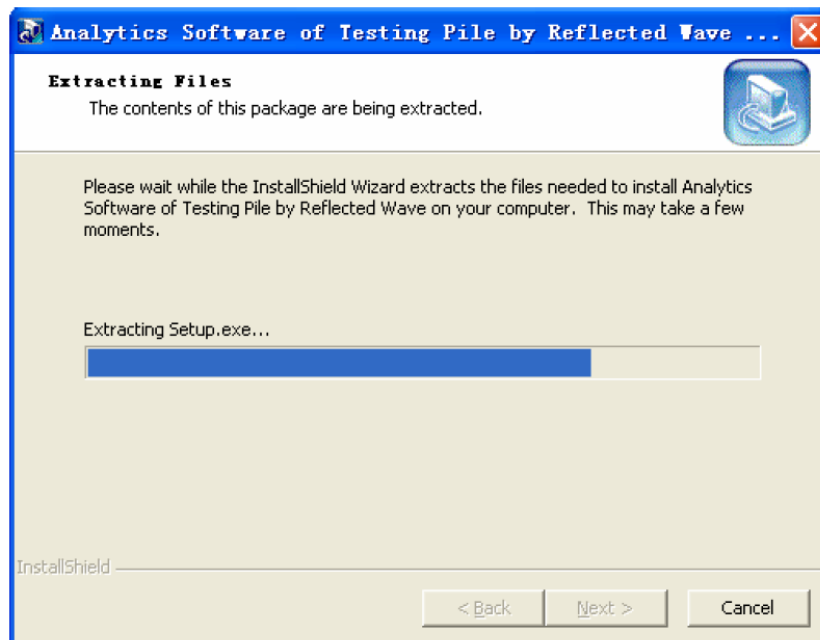 Analytics Software of Testing Pile by Reflected Wave ...
Extracting Files
The contents of this package are being extracted.
Please wait while the InstallShield Wizard extracts the files needed to install Analytics
Software of Testing Pile by Reflected Wave on your computer. This may take a few
moments.
Extracting Setup.exe...
InstallShield
< Back
Next >
Cancel